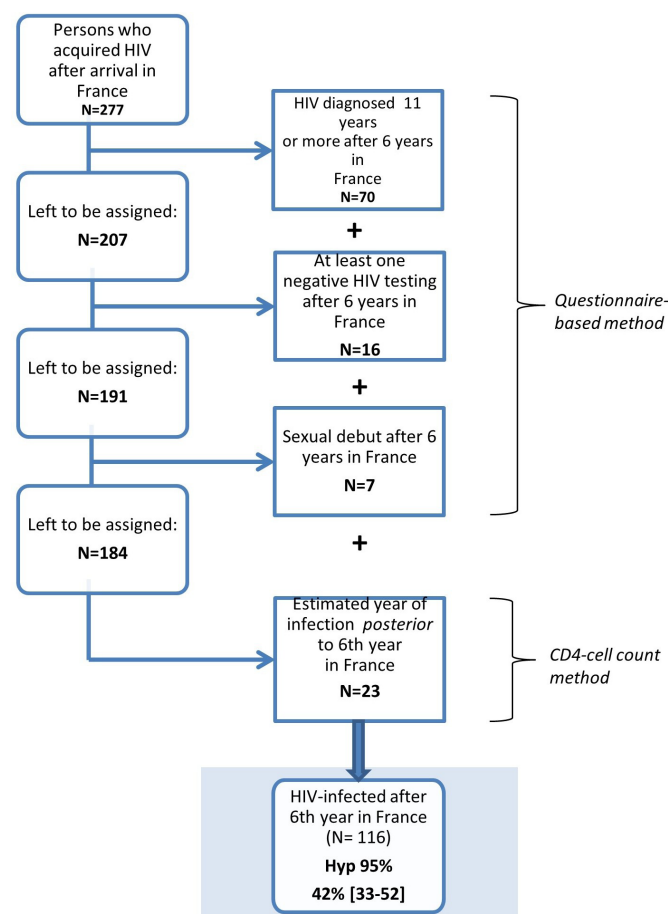 Persons who
acquired HIV
after arrival in
France
N=277
HIV diagnosed 11
years
or more after 6 years
in
France
N=70
+
Left to be assigned:
N=207
At least one
negative HIV testing
after 6 years in
France
N=16
Questionnaire-
based method
+
Left to be assigned:
N=191
Sexual debut after 6
years in France
N=7
+
Left to be assigned:
N=184
Estimated year of
infection posterior
to 6th year
in France
N=23
CD4-cell count
method
HIV-infected after
6th year in France
(N= 116)
Hyp 95%
42% [33-52]